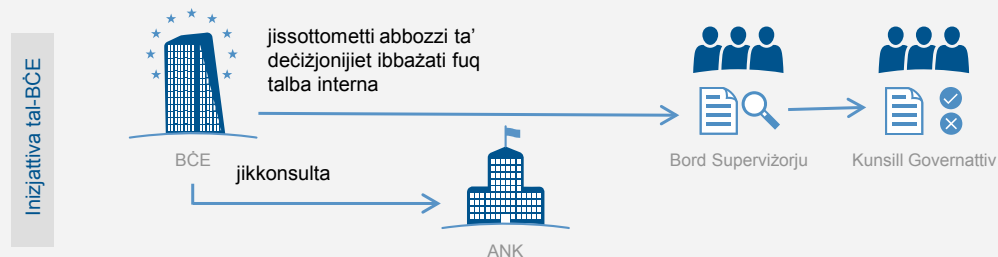 Inizjattiva tal-BĊE
jissottometti abbozzi ta’
deċiżjonijiet ibbażati fuq
talba interna
BĊE
jikkonsulta
ANK
Bord Superviżorju
Kunsill Governattiv